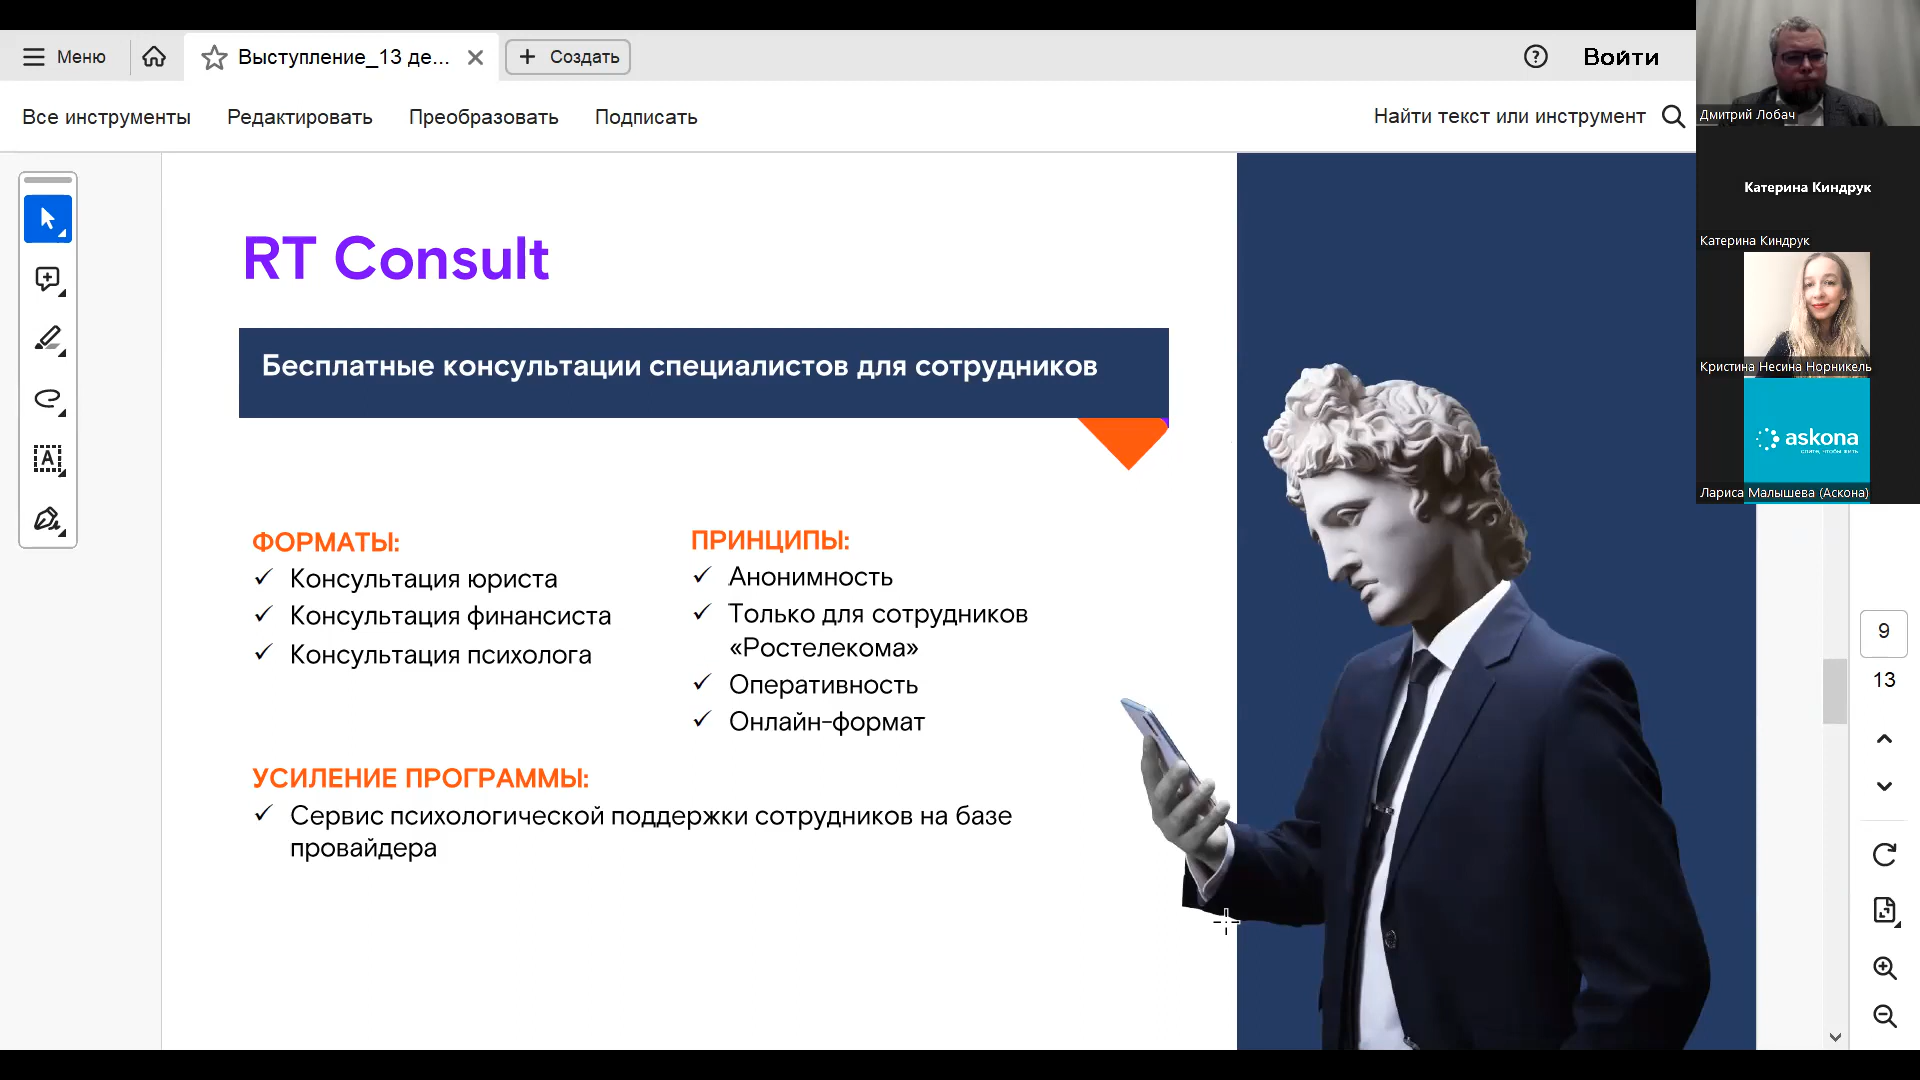 Меню
Выступление_13 де...
Создать
Войти
Все инструменты
Редактировать
Преобразовать
Подписать
Найти текст или инструмент
RT Consult
Бесплатные консультации специалистов для сотрудников
ФОРМАТЫ:
Консультация юриста
Консультация финансиста
Консультация психолога
ПРИНЦИПЫ:
Анонимность
Только для сотрудников
«Ростелекома»
Оперативность
Онлайн-формат
УСИЛЕНИЕ ПРОГРАММЫ:
Сервис психологической поддержки сотрудников на базе
провайдера
Дмитрий Лобач
Катерина Киндрук
Катерина Киндрук
Кристина Несина Норникель
askona
спите, чтобы жить
Лариса Малышева (Аскона)
9
13